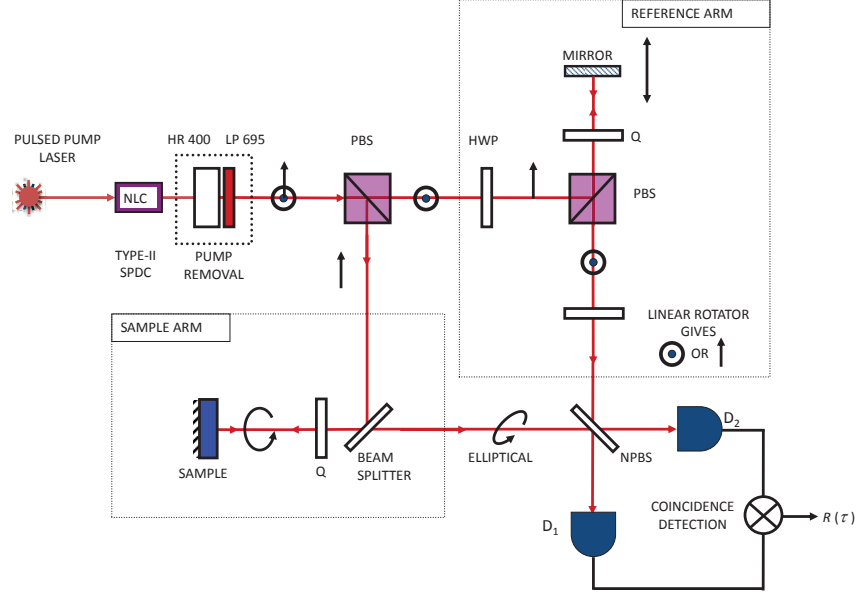 REFERENCE ARM
MIRROR
PULSED PUMP
LASER
HR 400
LP 695
PBS
HWP
Q
NLC
PBS
TYPE-II
SPDC
PUMP
REMOVAL
LINEAR ROTATOR
GIVES
OR
SAMPLE ARM
SAMPLE
Q
BEAM
SPLITTER
ELLIPTICAL
NPBS
D2
D1
COINCIDENCE
DETECTION
R(τ)